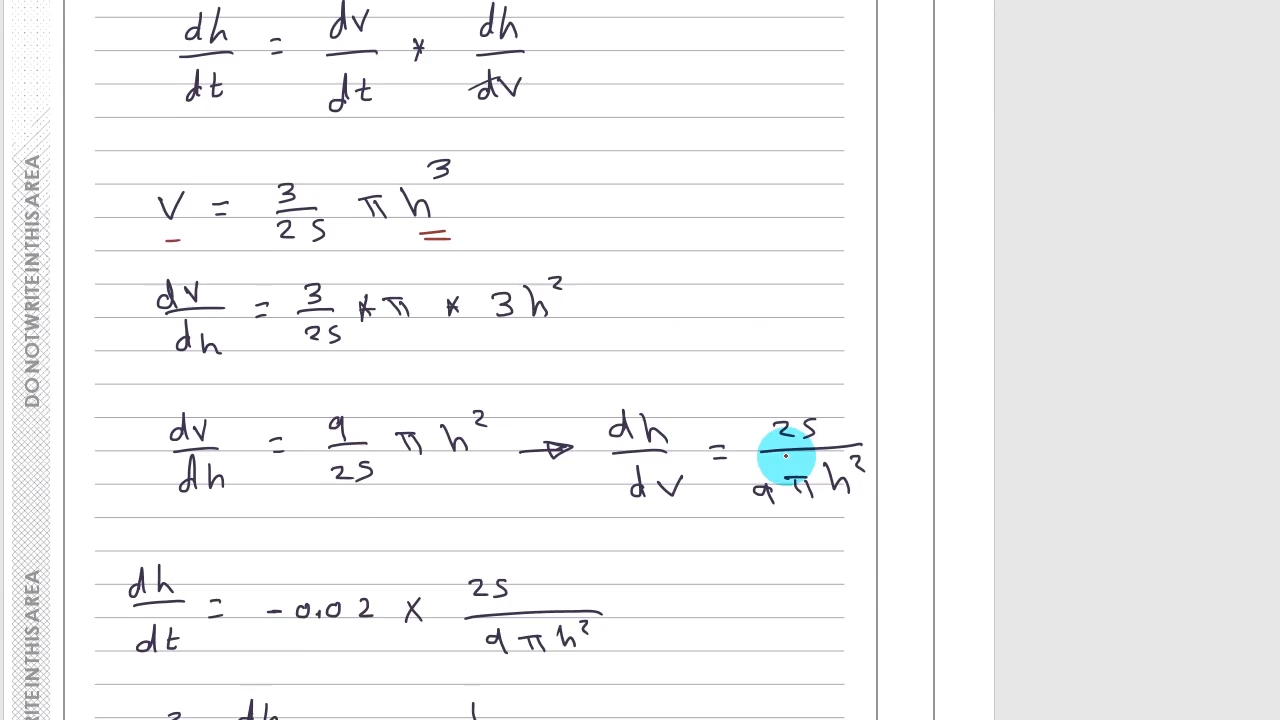 dh/dt = dv/dt * dh/dv
V = 3/25 π h³
dv/dh = 3/25 * π * 3h²
dv/dh = 9/25 π h² → dh/dv = 25/9πh²
dh/dt = -0.02 × 25/9πh²
DO NOT WRITE IN THIS AREA
RITE IN THIS AREA